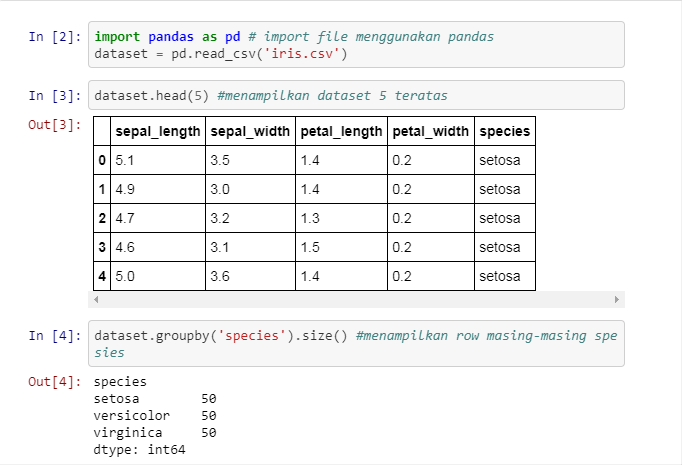 In [2]: import pandas as pd # import file menggunakan pandas
dataset = pd.read_csv('iris.csv')
In [3]: dataset.head(5) #menampilkan dataset 5 teratas
Out[3]:
sepal_length sepal_width petal_length petal_width species
0 5.1 3.5 1.4 0.2 setosa
1 4.9 3.0 1.4 0.2 setosa
2 4.7 3.2 1.3 0.2 setosa
3 4.6 3.1 1.5 0.2 setosa
4 5.0 3.6 1.4 0.2 setosa
In [4]: dataset.groupby('species').size() #menampilkan row masing-masing spe
sies
Out[4]: species
setosa 50
versicolor 50
virginica 50
dtype: int64